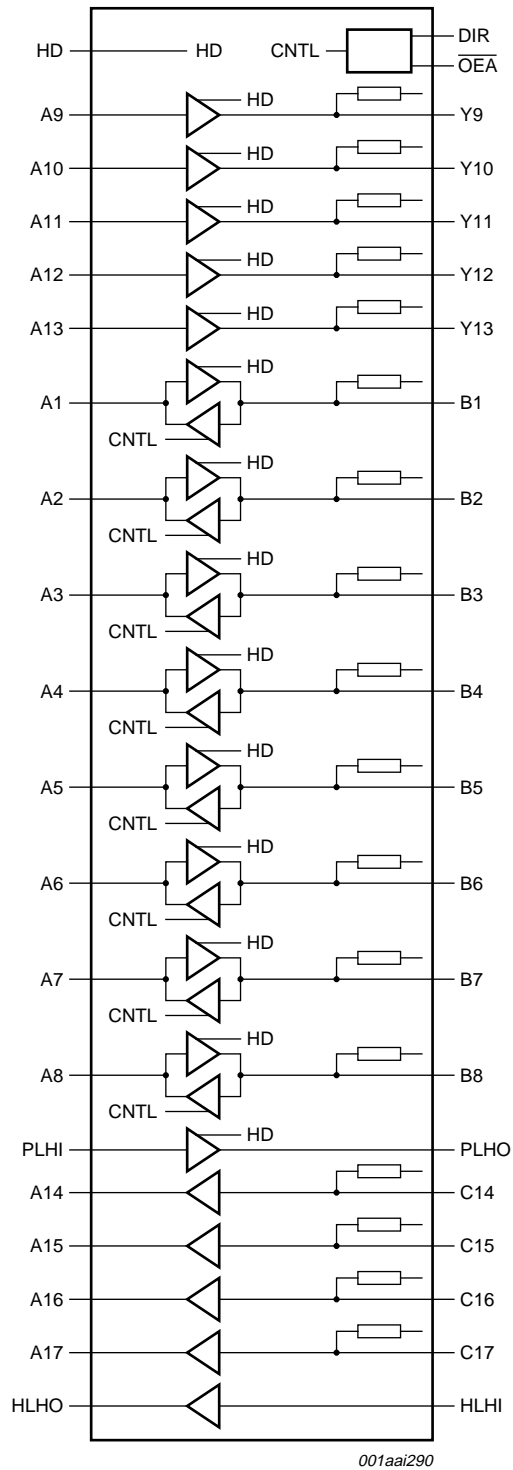 HD HD CNTL DIR
OEA
A9 HD Y9
A10 HD Y10
A11 HD Y11
A12 HD Y12
A13 HD Y13
HD
A1 B1
CNTL
HD
A2 B2
CNTL
HD
A3 B3
CNTL
HD
A4 B4
CNTL
HD
A5 B5
CNTL
HD
A6 B6
CNTL
HD
A7 B7
CNTL
HD
A8 B8
CNTL
PLHI HD PLHO
A14 C14
A15 C15
A16 C16
A17 C17
HLHO HLHI
001aai290